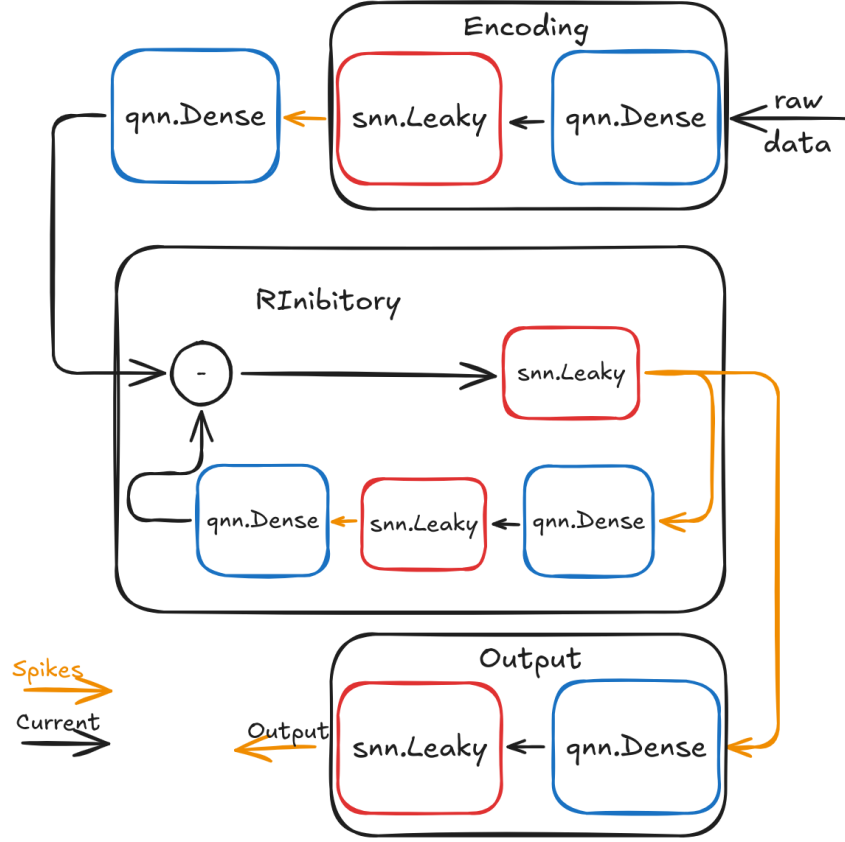 Encoding
qnn.Dense
snn.Leaky
qnn.Dense
raw
data
RInibitory
-
snn.Leaky
qnn.Dense
snn.Leaky
qnn.Dense
Spikes
Current
Output
Output
snn.Leaky
qnn.Dense